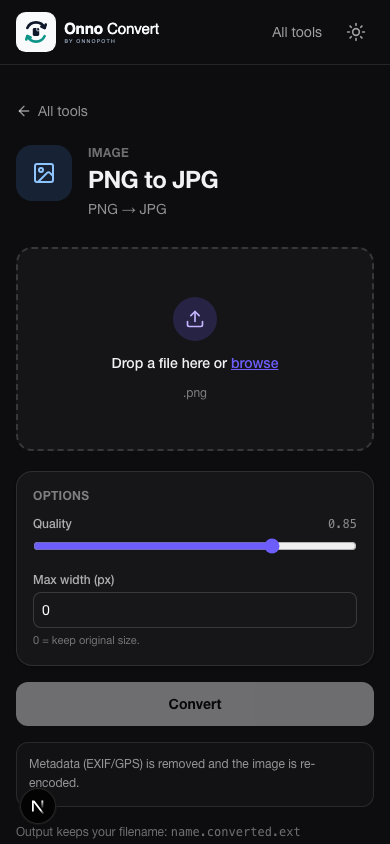 Onno Convert
BY ONNOPOTH
All tools
← All tools
IMAGE
PNG to JPG
PNG → JPG
Drop a file here or browse
.png
OPTIONS
Quality
0.85
Max width (px)
0
0 = keep original size.
Convert
Metadata (EXIF/GPS) is removed and the image is re-
encoded.
N
Output keeps your filename: name.converted.ext